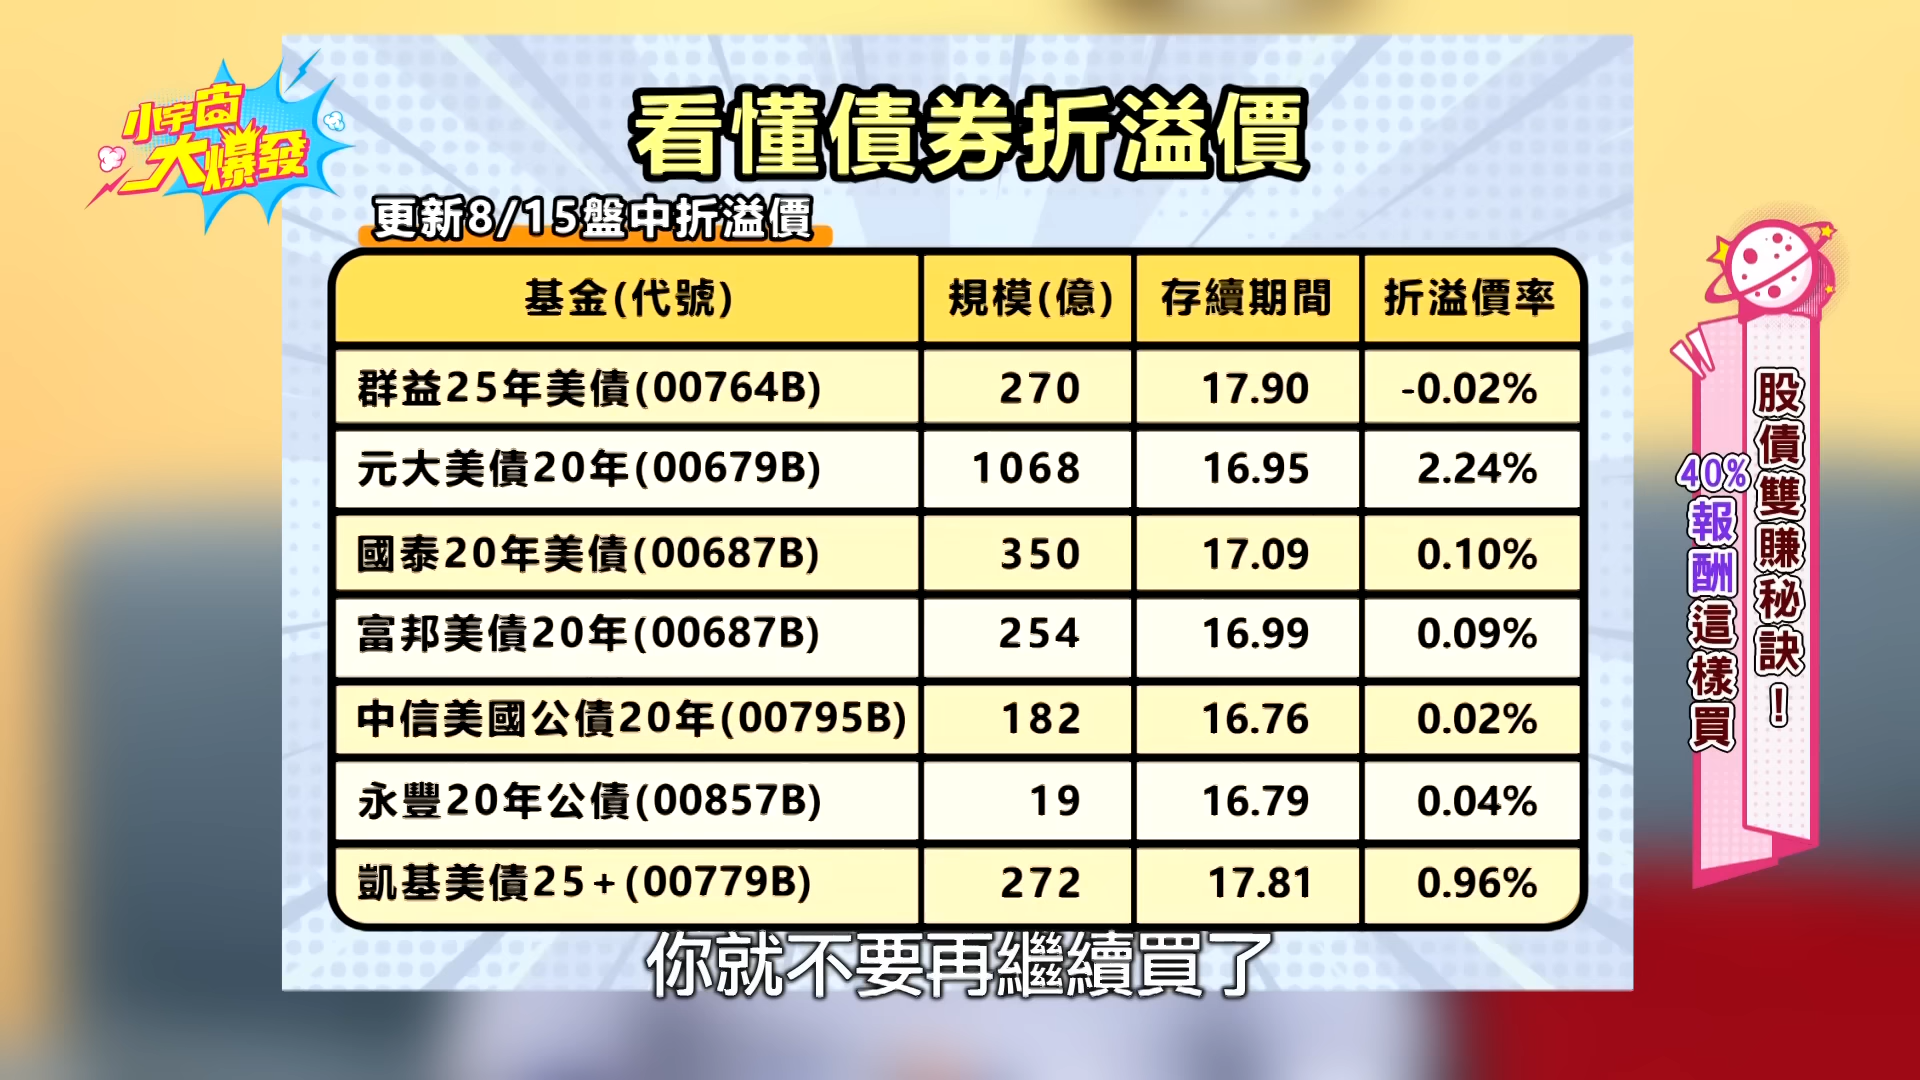 小宇宙
大爆發
看懂債券折溢價
更新8/15盤中折溢價
基金(代號) 規模(億) 存續期間 折溢價率
群益25年美債(00764B) 270 17.90 -0.02%
元大美債20年(00679B) 1068 16.95 2.24%
國泰20年美債(00687B) 350 17.09 0.10%
富邦美債20年(00687B) 254 16.99 0.09%
中信美國公債20年(00795B) 182 16.76 0.02%
永豐20年公債(00857B) 19 16.79 0.04%
凱基美債25+(00779B) 272 17.81 0.96%
你就不要再繼續買了
股債雙賺秘訣！
40%報酬這樣買